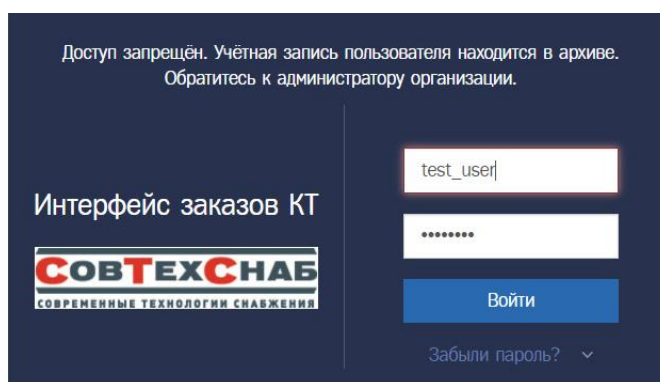 Доступ запрещён. Учётная запись пользователя находится в архиве.
Обратитесь к администратору организации.
test_user
Интерфейс заказов КТ
••••••••
СОВТЕХСНАБ
СОВРЕМЕННЫЕ ТЕХНОЛОГИИ СНАБЖЕНИЯ
Войти
Забыли пароль?